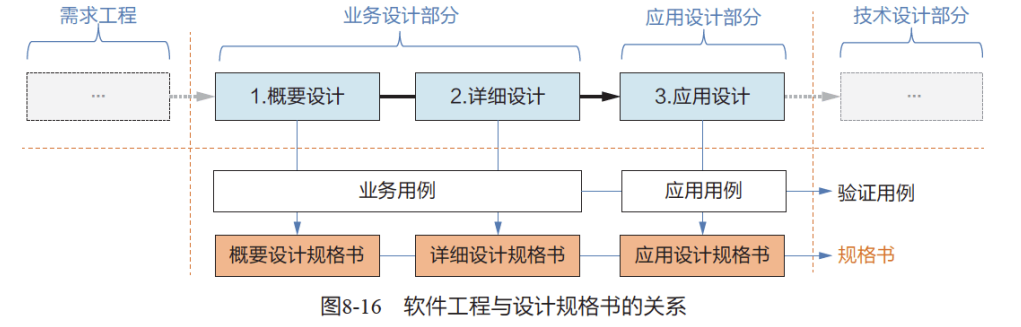 需求工程
业务设计部分
应用设计部分
技术设计部分
...
1.概要设计
2.详细设计
3.应用设计
...
业务用例
应用用例
验证用例
概要设计规格书
详细设计规格书
应用设计规格书
规格书
图8-16 软件工程与设计规格书的关系